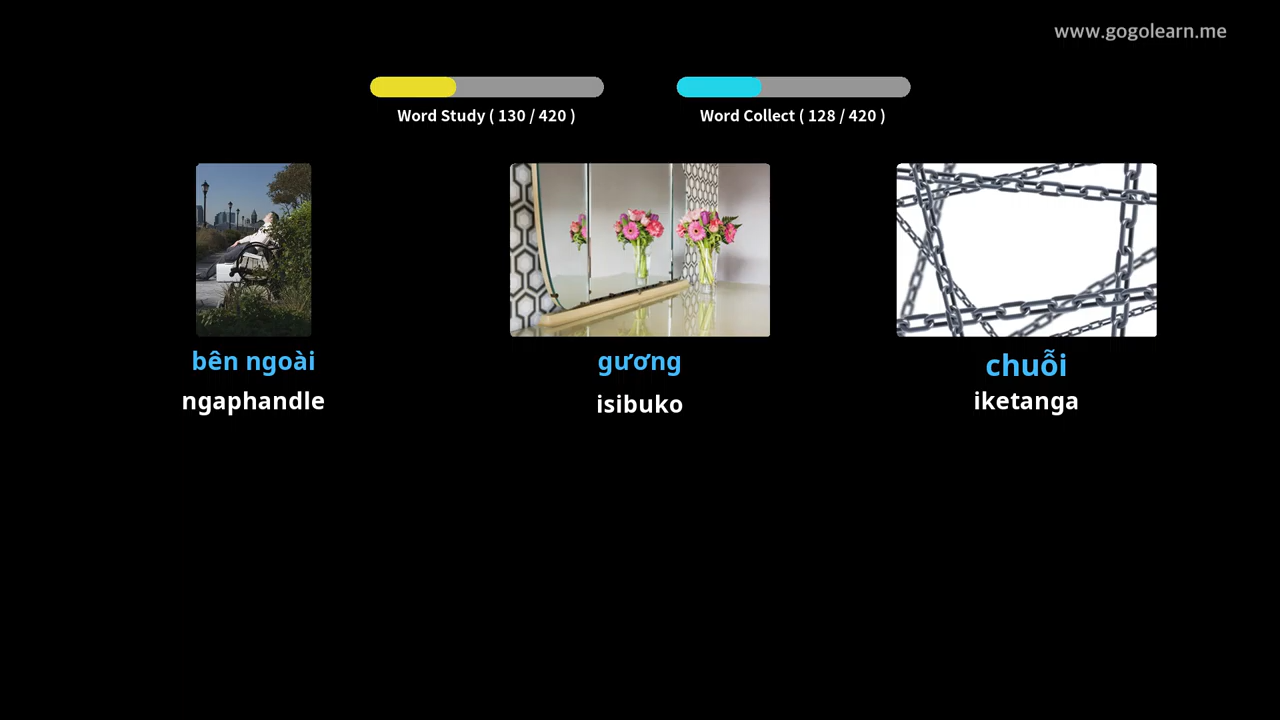 www.gogolearn.me
Word Study ( 130 / 420 )
Word Collect ( 128 / 420 )
bên ngoài
gương
chuỗi
ngaphandle
isibuko
iketanga